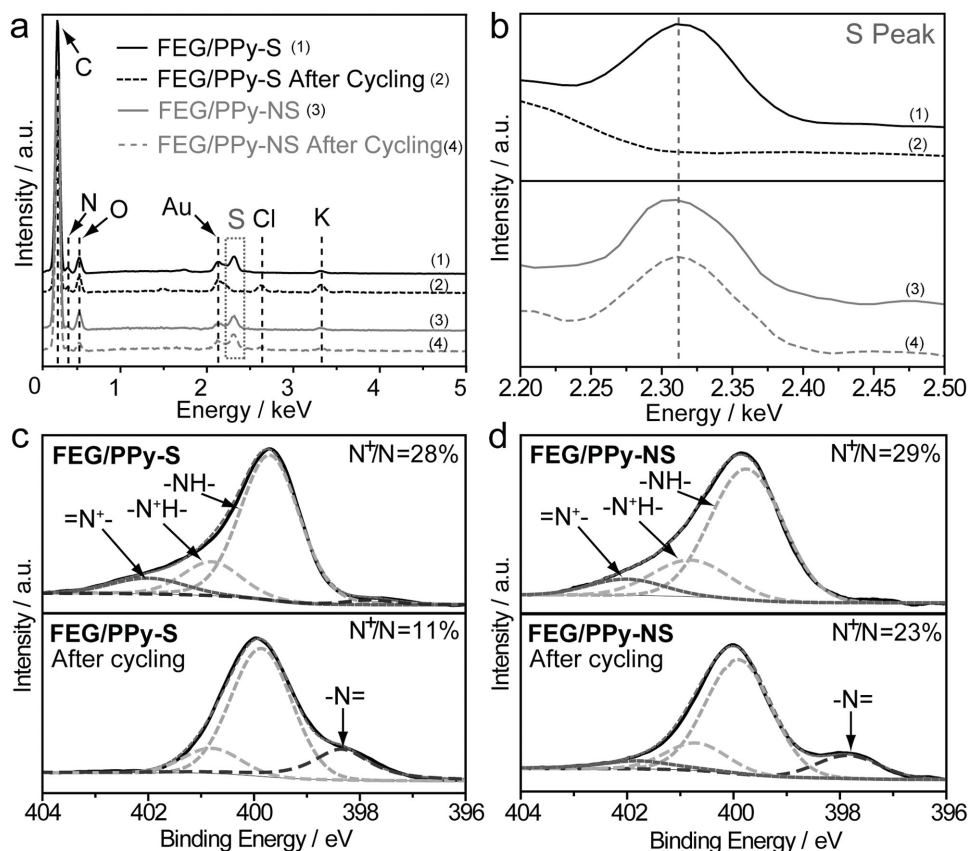 a
C
FEG/PPy-S (1)
FEG/PPy-S After Cycling (2)
FEG/PPy-NS (3)
FEG/PPy-NS After Cycling (4)
N
O
Au
S
Cl
K
(1)
(2)
(3)
(4)
Intensity / a.u.
0 1 2 3 4 5
Energy / keV
b
S Peak
(1)
(2)
(3)
(4)
Intensity / a.u.
2.20 2.25 2.30 2.35 2.40 2.45 2.50
Energy / keV
c
FEG/PPy-S
N⁺/N=28%
-NH-
-N⁺H-
=N⁺-
FEG/PPy-S
After cycling
N⁺/N=11%
-N=
Intensity / a.u.
404 402 400 398 396
Binding Energy / eV
d
FEG/PPy-NS
N⁺/N=29%
-NH-
-N⁺H-
=N⁺-
FEG/PPy-NS
After cycling
N⁺/N=23%
-N=
Intensity / a.u.
404 402 400 398 396
Binding Energy / eV